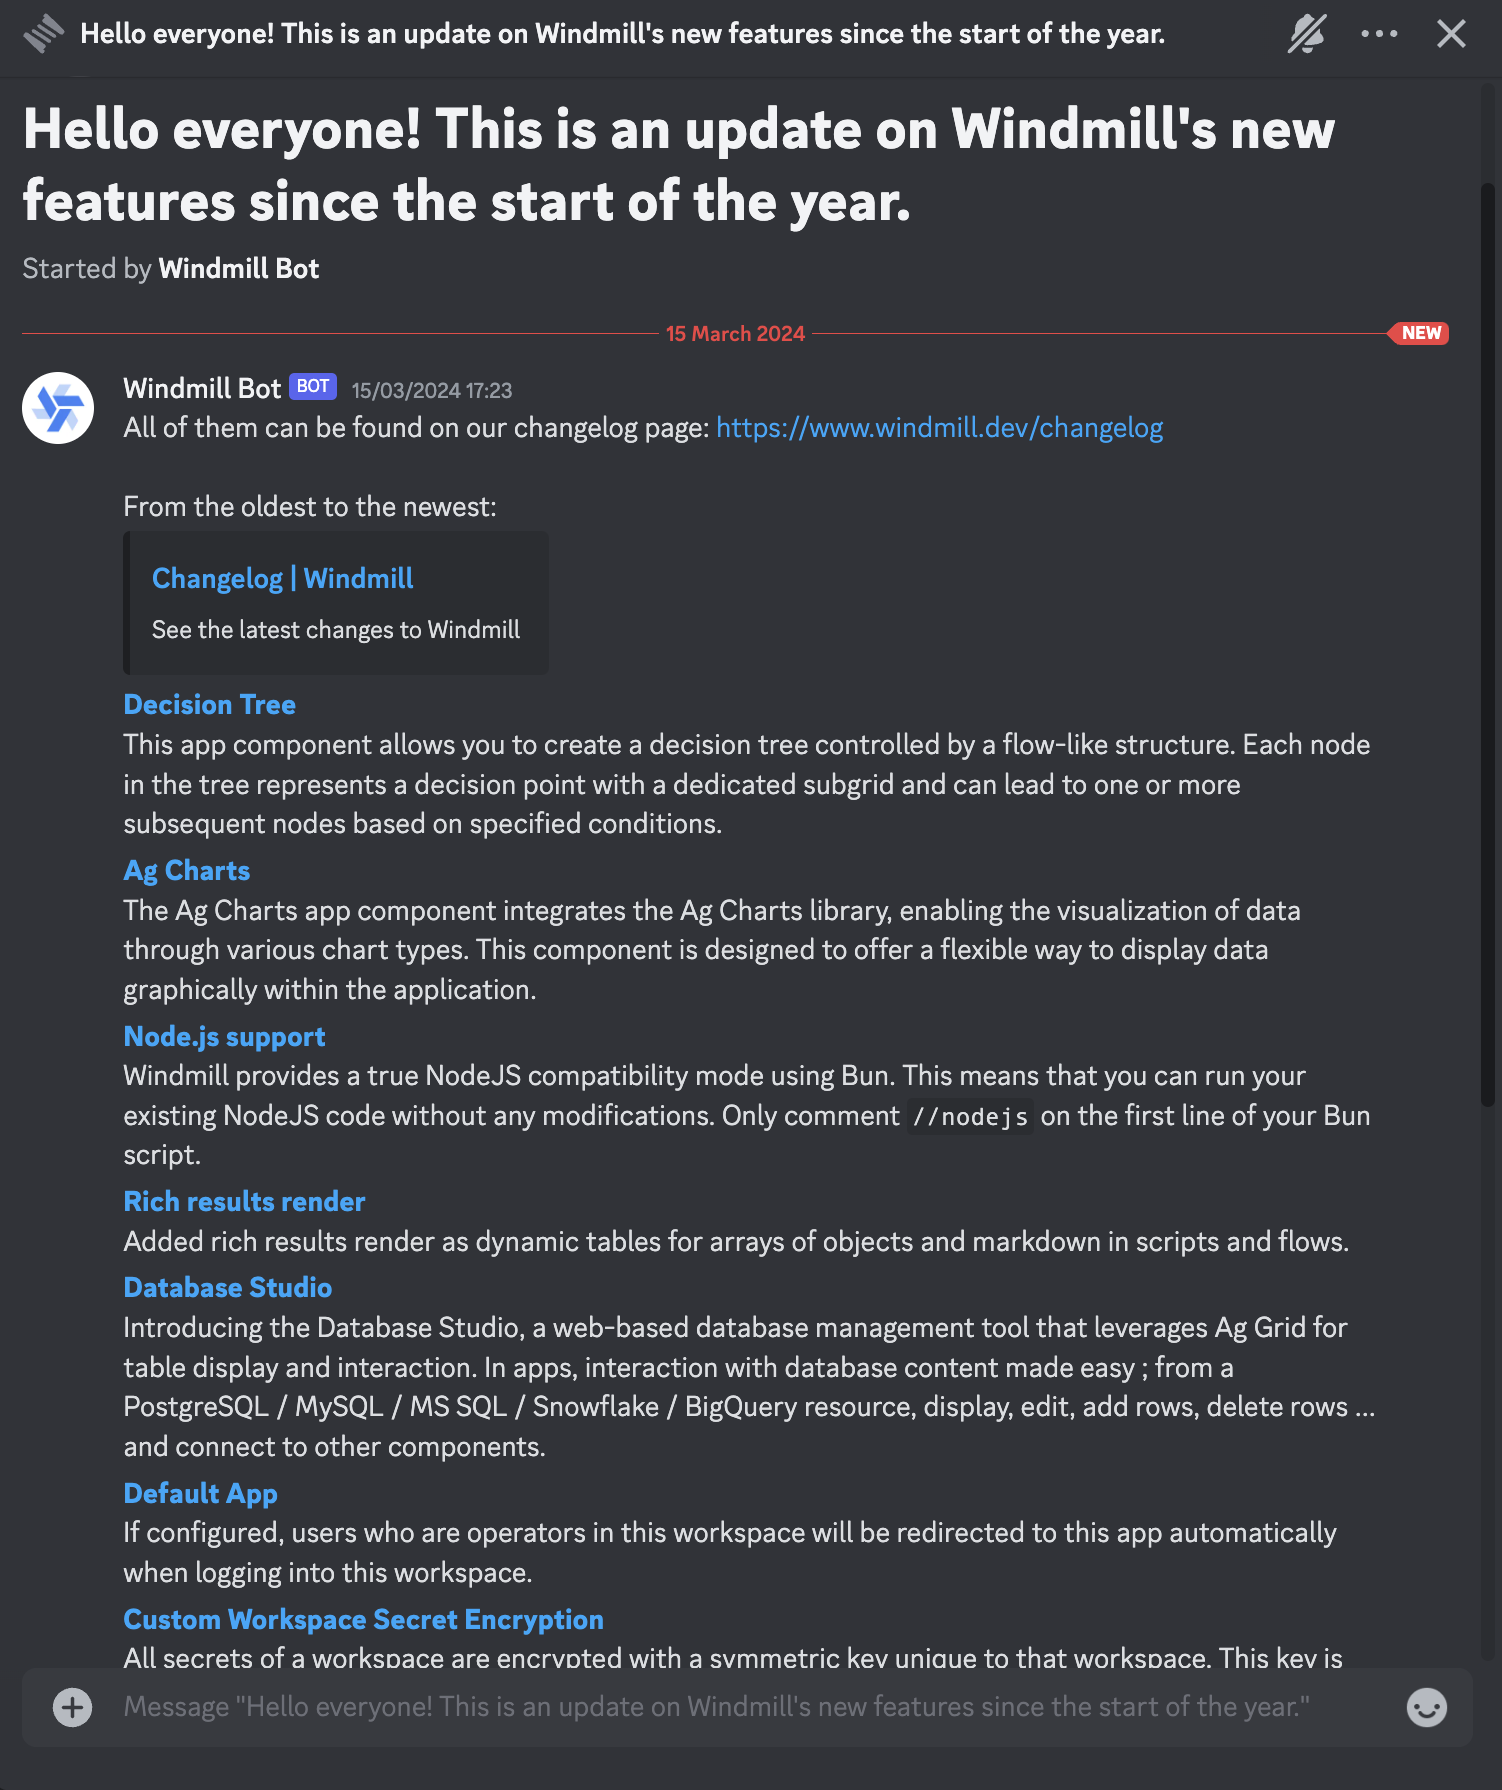 Hello everyone! This is an update on Windmill's new features since the start of the year.
Hello everyone! This is an update on Windmill's new
features since the start of the year.
Started by Windmill Bot
15 March 2024
NEW
Windmill Bot BOT 15/03/2024 17:23
All of them can be found on our changelog page: https://www.windmill.dev/changelog
From the oldest to the newest:
Changelog | Windmill
See the latest changes to Windmill
Decision Tree
This app component allows you to create a decision tree controlled by a flow-like structure. Each node
in the tree represents a decision point with a dedicated subgrid and can lead to one or more
subsequent nodes based on specified conditions.
Ag Charts
The Ag Charts app component integrates the Ag Charts library, enabling the visualization of data
through various chart types. This component is designed to offer a flexible way to display data
graphically within the application.
Node.js support
Windmill provides a true NodeJS compatibility mode using Bun. This means that you can run your
existing NodeJS code without any modifications. Only comment //nodejs on the first line of your Bun
script.
Rich results render
Added rich results render as dynamic tables for arrays of objects and markdown in scripts and flows.
Database Studio
Introducing the Database Studio, a web-based database management tool that leverages Ag Grid for
table display and interaction. In apps, interaction with database content made easy ; from a
PostgreSQL / MySQL / MS SQL / Snowflake / BigQuery resource, display, edit, add rows, delete rows ...
and connect to other components.
Default App
If configured, users who are operators in this workspace will be redirected to this app automatically
when logging into this workspace.
Custom Workspace Secret Encryption
All secrets of a workspace are encrypted with a symmetric key unique to that workspace. This key is
Message "Hello everyone! This is an update on Windmill's new features since the start of the year."